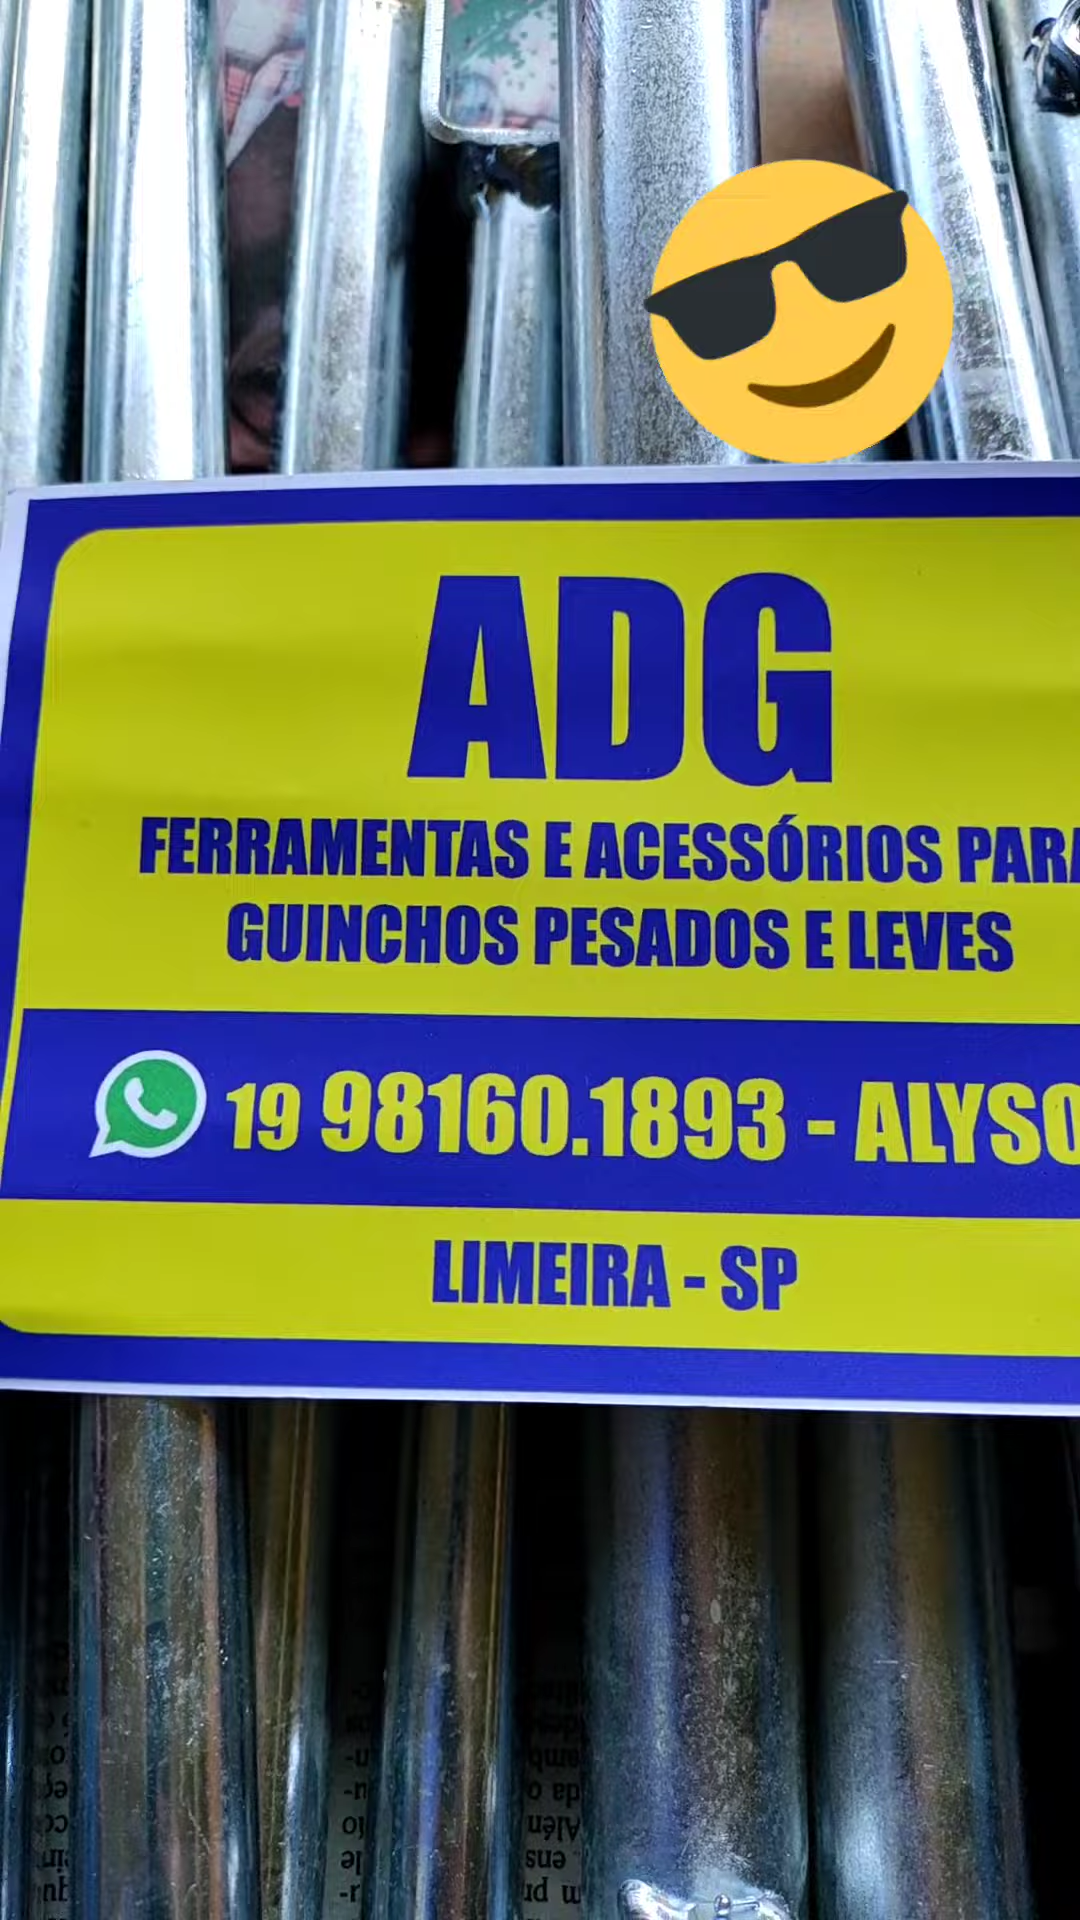 ADG
FERRAMENTAS E ACESSÓRIOS PARA
GUINCHOS PESADOS E LEVES
19 98160.1893 - ALYSO
LIMEIRA - SP